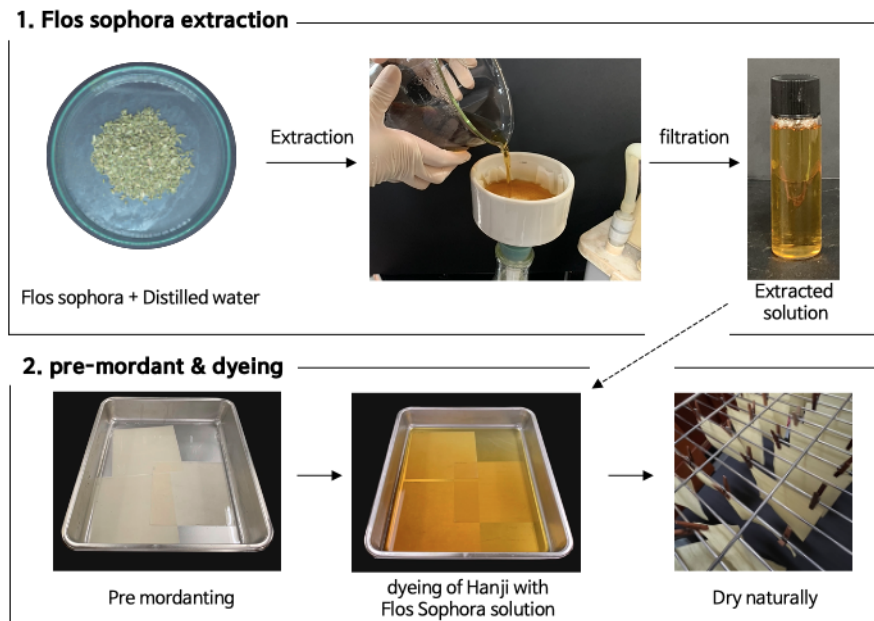 1. Flos sophora extraction
Extraction
filtration
Flos sophora + Distilled water
Extracted
solution
2. pre-mordant & dyeing
Pre mordanting
dyeing of Hanji with
Flos Sophora solution
Dry naturally